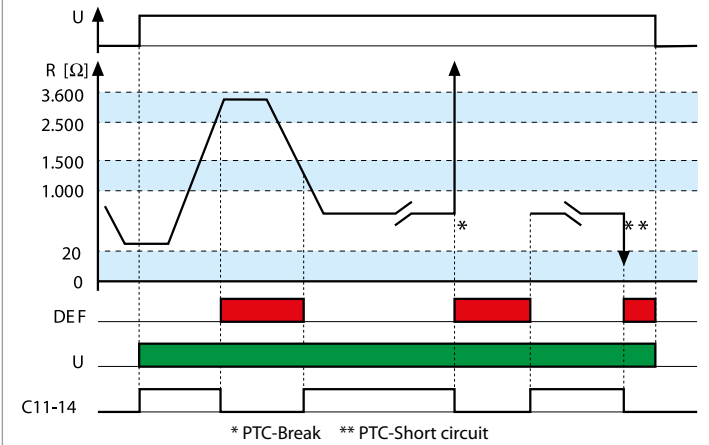 U
R [Ω]
3.600
2.500
1.500
1.000
*
* *
20
0
DEF
U
C11-14
* PTC-Break ** PTC-Short circuit